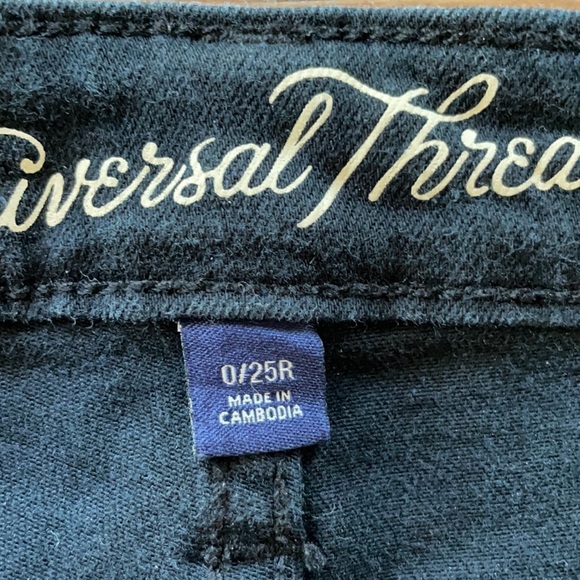 iversal Threa
0/25R
MADE IN
CAMBODIA